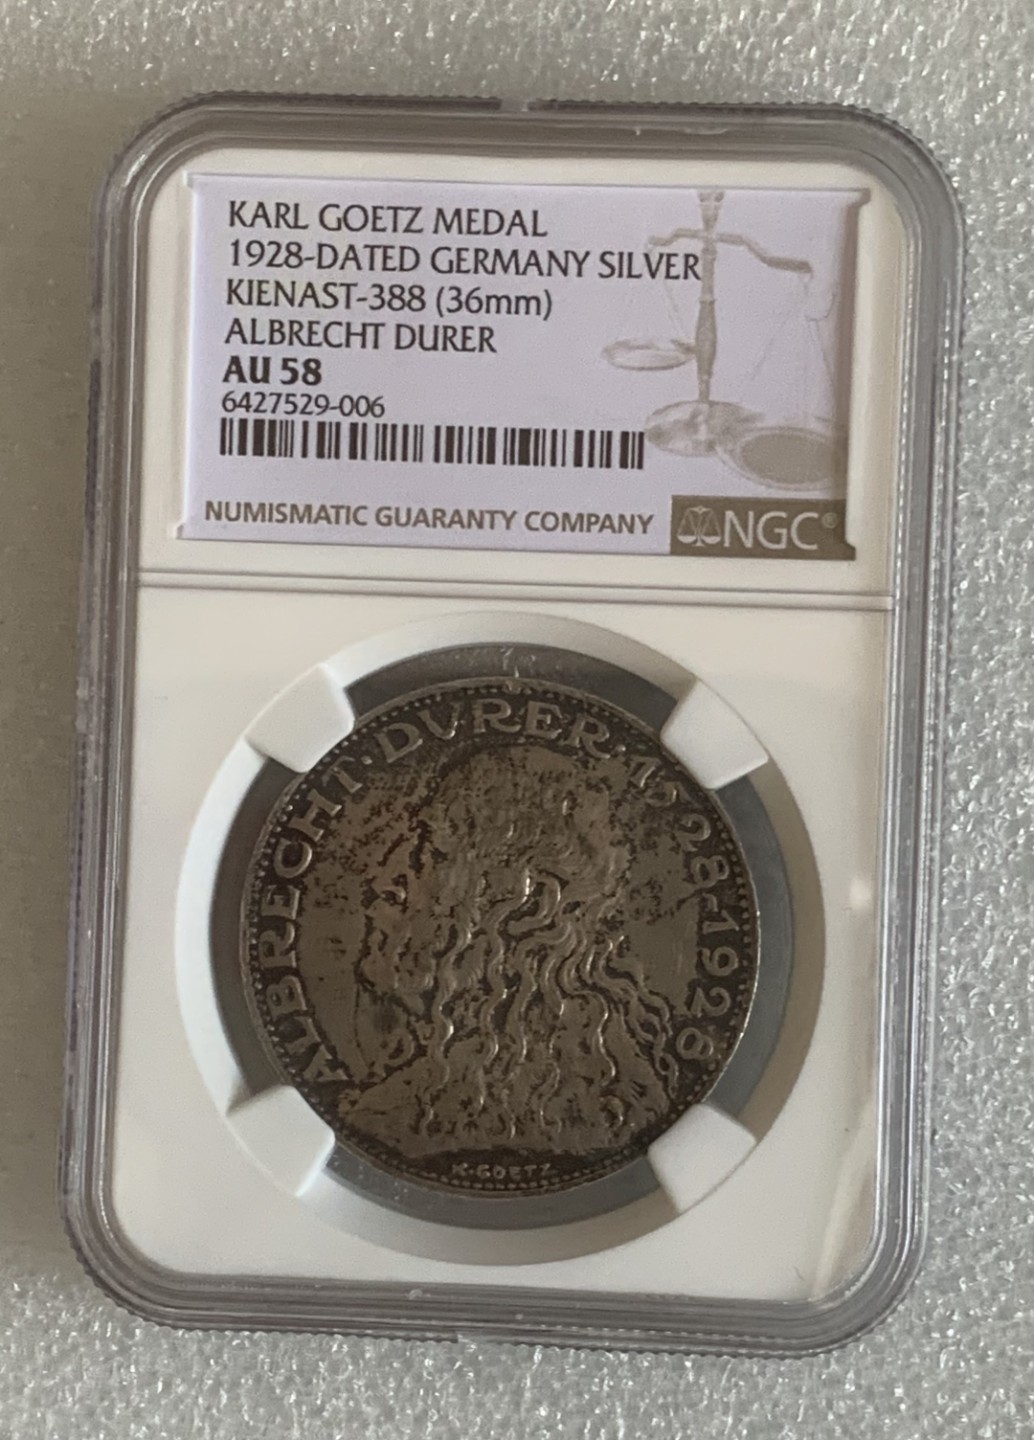 KARL GOETZ MEDAL
1928-DATED GERMANY SILVER
KIENAST-388 (36mm)
ALBRECHT DURER
AU 58
6427529-006
NUMISMATIC GUARANTY COMPANY
NGC®
ALBRECHT·DVRER·1528-1928
K·GOETZ